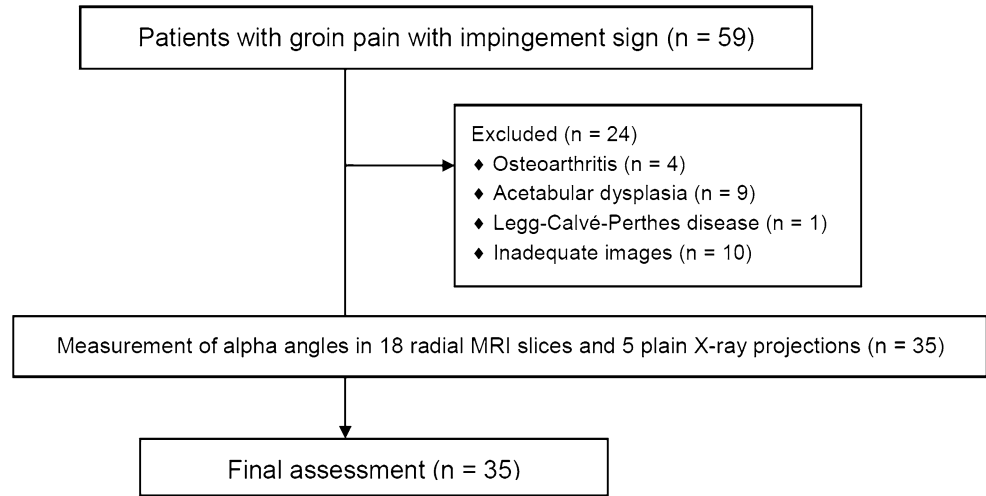 Patients with groin pain with impingement sign (n = 59)
Excluded (n = 24)
♦ Osteoarthritis (n = 4)
♦ Acetabular dysplasia (n = 9)
♦ Legg-Calvé-Perthes disease (n = 1)
♦ Inadequate images (n = 10)
Measurement of alpha angles in 18 radial MRI slices and 5 plain X-ray projections (n = 35)
Final assessment (n = 35)